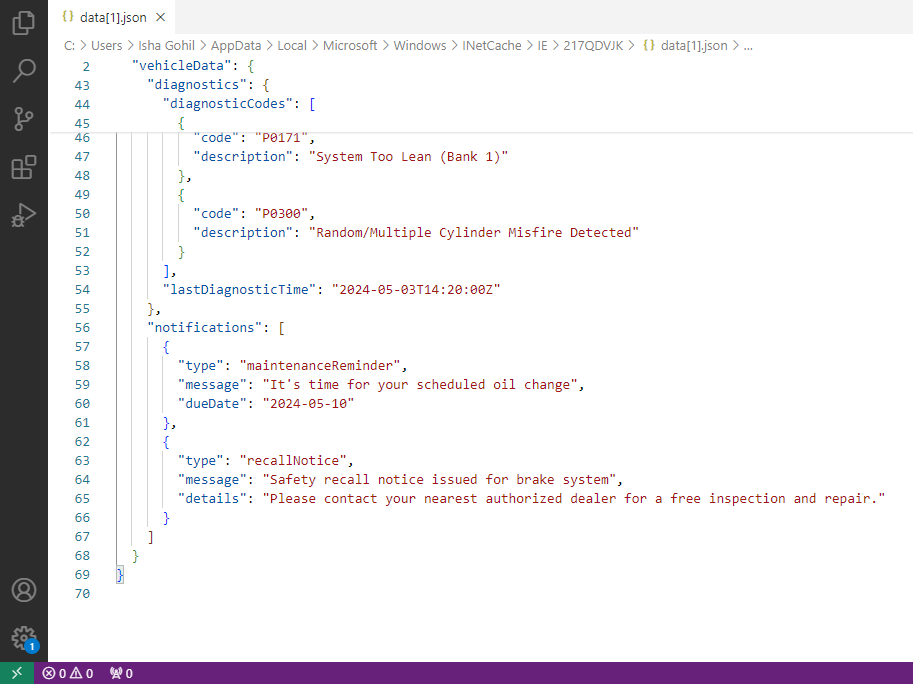 {} data[1].json ×
C: > Users > Isha Gohil > AppData > Local > Microsoft > Windows > INetCache > IE > 217QDVJK > {} data[1].json > ...
2 "vehicleData": {
43 "diagnostics": {
44 "diagnosticCodes": [
45 {
46 "code": "P0171",
47 "description": "System Too Lean (Bank 1)"
48 },
49 {
50 "code": "P0300",
51 "description": "Random/Multiple Cylinder Misfire Detected"
52 }
53 ],
54 "lastDiagnosticTime": "2024-05-03T14:20:00Z"
55 },
56 "notifications": [
57 {
58 "type": "maintenanceReminder",
59 "message": "It's time for your scheduled oil change",
60 "dueDate": "2024-05-10"
61 },
62 {
63 "type": "recallNotice",
64 "message": "Safety recall notice issued for brake system",
65 "details": "Please contact your nearest authorized dealer for a free inspection and repair."
66 }
67 ]
68 }
69 }
70
1
0 0 0